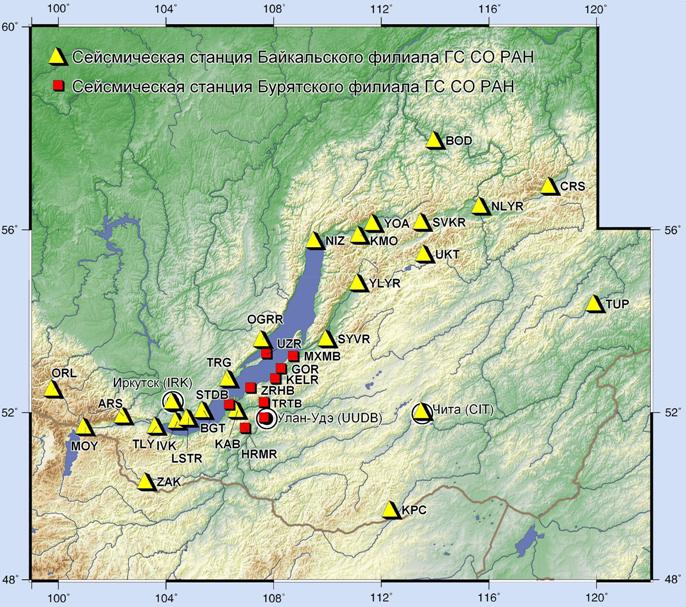 100° 104° 108° 112° 116° 120°
60°
Сейсмическая станция Байкальского филиала ГС СО РАН
Сейсмическая станция Бурятского филиала ГС СО РАН
BOD
CRS
NLYR
56° YOA SVKR 56°
NIZ KMO
UKT
YLYR
TUP
OGRR
UZR SYVR
MXMB
TRG GOR
ORL KELR
Иркутск (IRK)
STDB ZRHB
ARS TRTB
52° Улан-Удэ (UUDB) Чита (CIT) 52°
MOY TLY IVK BGT KAB
LSTR HRMR
ZAK
KPC
48° 48°
100° 104° 108° 112° 116° 120°